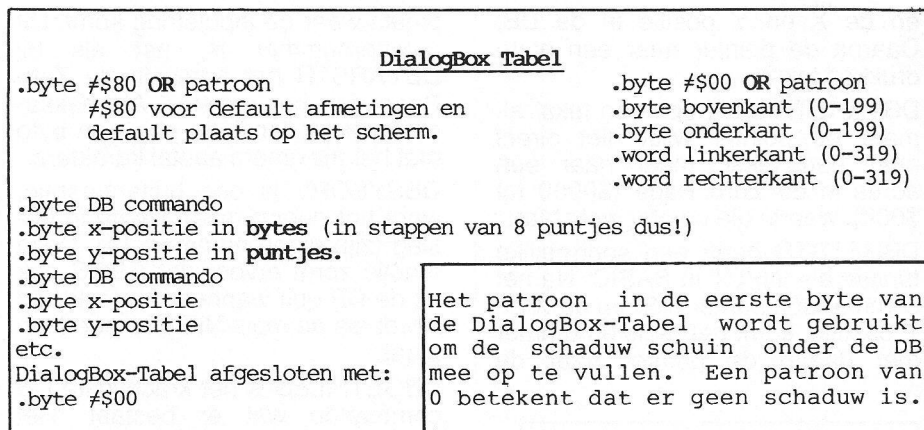 DialogBox Tabel
.byte ≠$80 OR patroon
≠$80 voor default afmetingen en
default plaats op het scherm.
.byte ≠$00 OR patroon
.byte bovenkant (0-199)
.byte onderkant (0-199)
.word linkerkant (0-319)
.word rechterkant (0-319)
.byte DB commando
.byte x-positie in bytes (in stappen van 8 puntjes dus!)
.byte y-positie in puntjes.
.byte DB commando
.byte x-positie
.byte y-positie
etc.
DialogBox-Tabel afgesloten met:
.byte ≠$00
Het patroon in de eerste byte van
de DialogBox-Tabel wordt gebruikt
om de schaduw schuin onder de DB
mee op te vullen. Een patroon van
0 betekent dat er geen schaduw is.